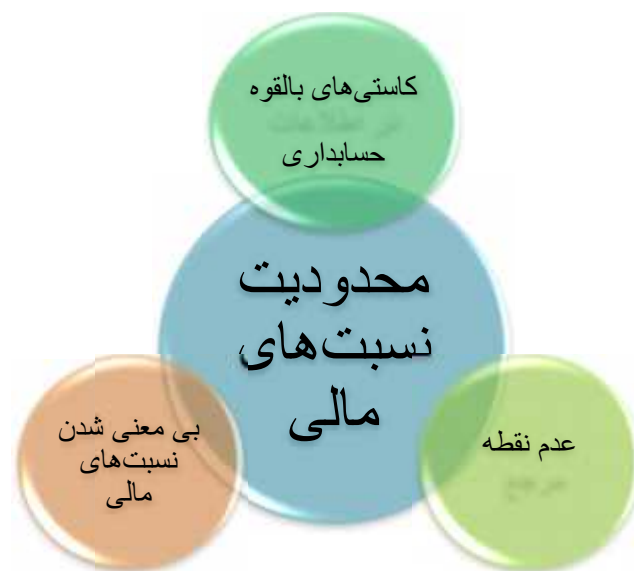 کاستی‌های بالقوه
حسابداری
محدودیت
نسبت‌های
مالی
بی معنی شدن
نسبت‌های
مالی
عدم نقطه